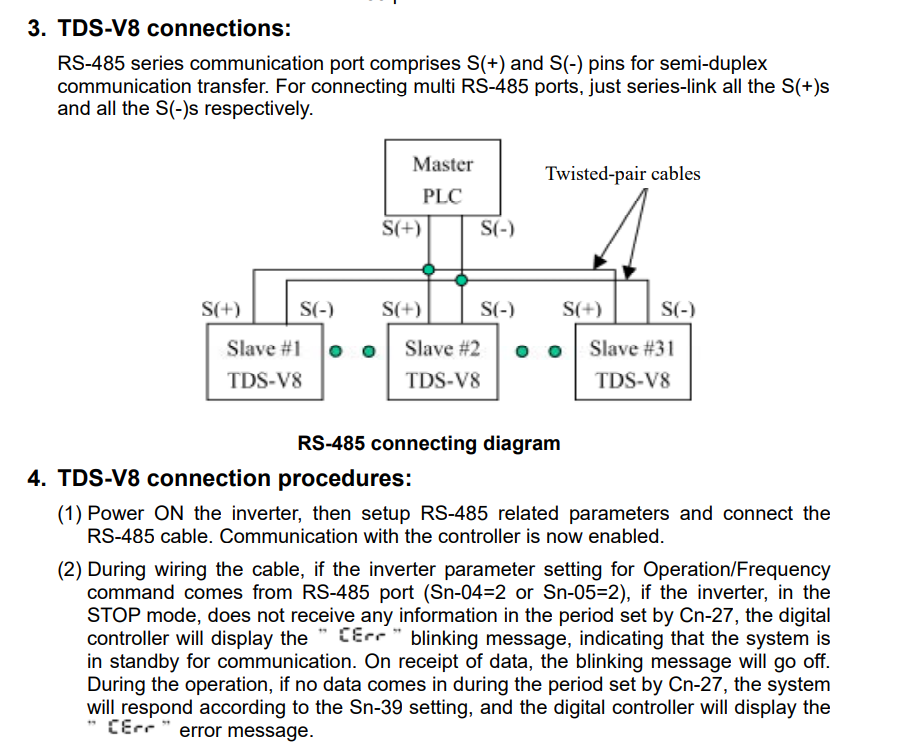 3. TDS-V8 connections:
RS-485 series communication port comprises S(+) and S(-) pins for semi-duplex
communication transfer. For connecting multi RS-485 ports, just series-link all the S(+)s
and all the S(-)s respectively.
Master
PLC
Twisted-pair cables
S(+) S(-)
S(+) S(-) S(+) S(-) S(+) S(-)
Slave #1 Slave #2 Slave #31
TDS-V8 TDS-V8 TDS-V8
RS-485 connecting diagram
4. TDS-V8 connection procedures:
(1) Power ON the inverter, then setup RS-485 related parameters and connect the
RS-485 cable. Communication with the controller is now enabled.
(2) During wiring the cable, if the inverter parameter setting for Operation/Frequency
command comes from RS-485 port (Sn-04=2 or Sn-05=2), if the inverter, in the
STOP mode, does not receive any information in the period set by Cn-27, the digital
controller will display the " CErr " blinking message, indicating that the system is
in standby for communication. On receipt of data, the blinking message will go off.
During the operation, if no data comes in during the period set by Cn-27, the system
will respond according to the Sn-39 setting, and the digital controller will display the
" CErr " error message.